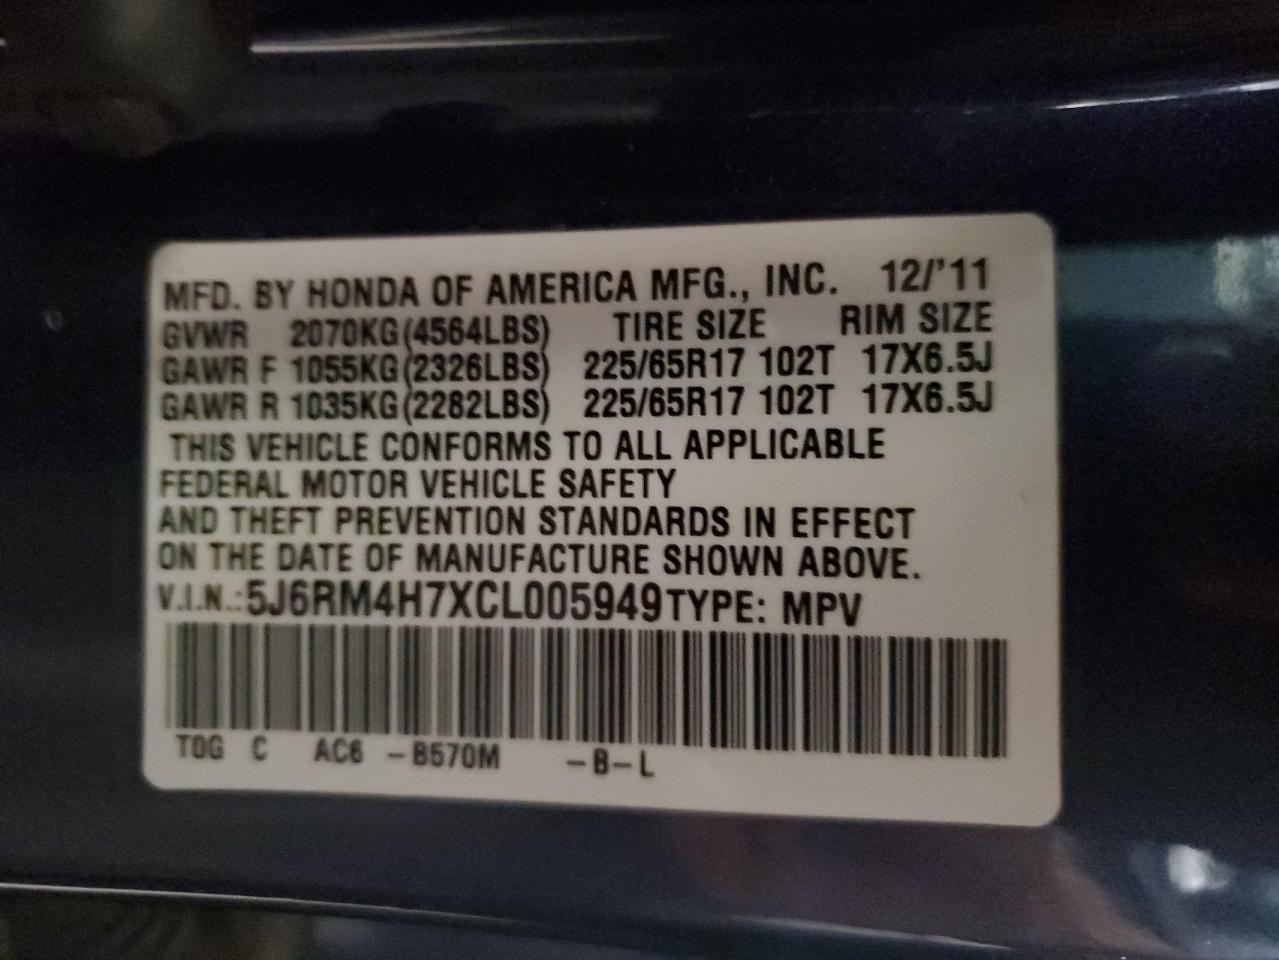 MFD. BY HONDA OF AMERICA MFG., INC. 12/'11
GVWR 2070KG(4564LBS) TIRE SIZE RIM SIZE
GAWR F 1055KG(2326LBS) 225/65R17 102T 17X6.5J
GAWR R 1035KG(2282LBS) 225/65R17 102T 17X6.5J
THIS VEHICLE CONFORMS TO ALL APPLICABLE
FEDERAL MOTOR VEHICLE SAFETY
AND THEFT PREVENTION STANDARDS IN EFFECT
ON THE DATE OF MANUFACTURE SHOWN ABOVE.
V.I.N.:5J6RM4H7XCL005949 TYPE: MPV
T0G C AC6 -B570M -B-L